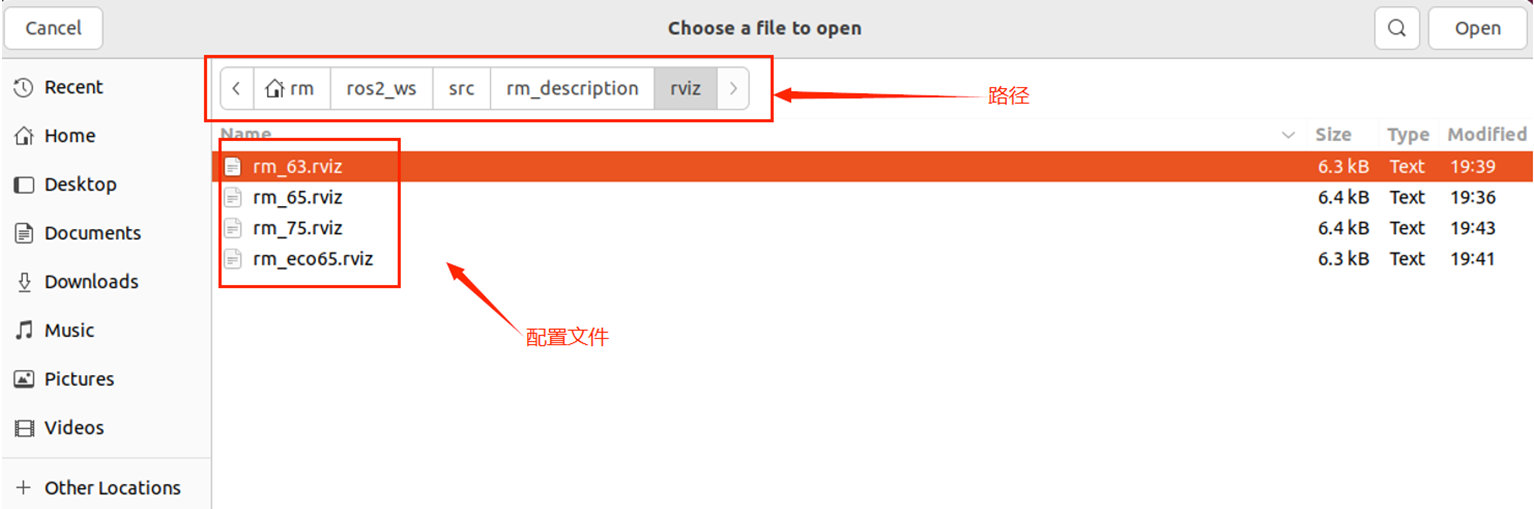 Cancel
Choose a file to open
Open
Recent
Home
Desktop
Documents
Downloads
Music
Pictures
Videos
Other Locations
rm ros2_ws src rm_description rviz
路径
Name Size Type Modified
rm_63.rviz 6.3 kB Text 19:39
rm_65.rviz 6.4 kB Text 19:36
rm_75.rviz 6.4 kB Text 19:43
rm_eco65.rviz 6.3 kB Text 19:41
配置文件